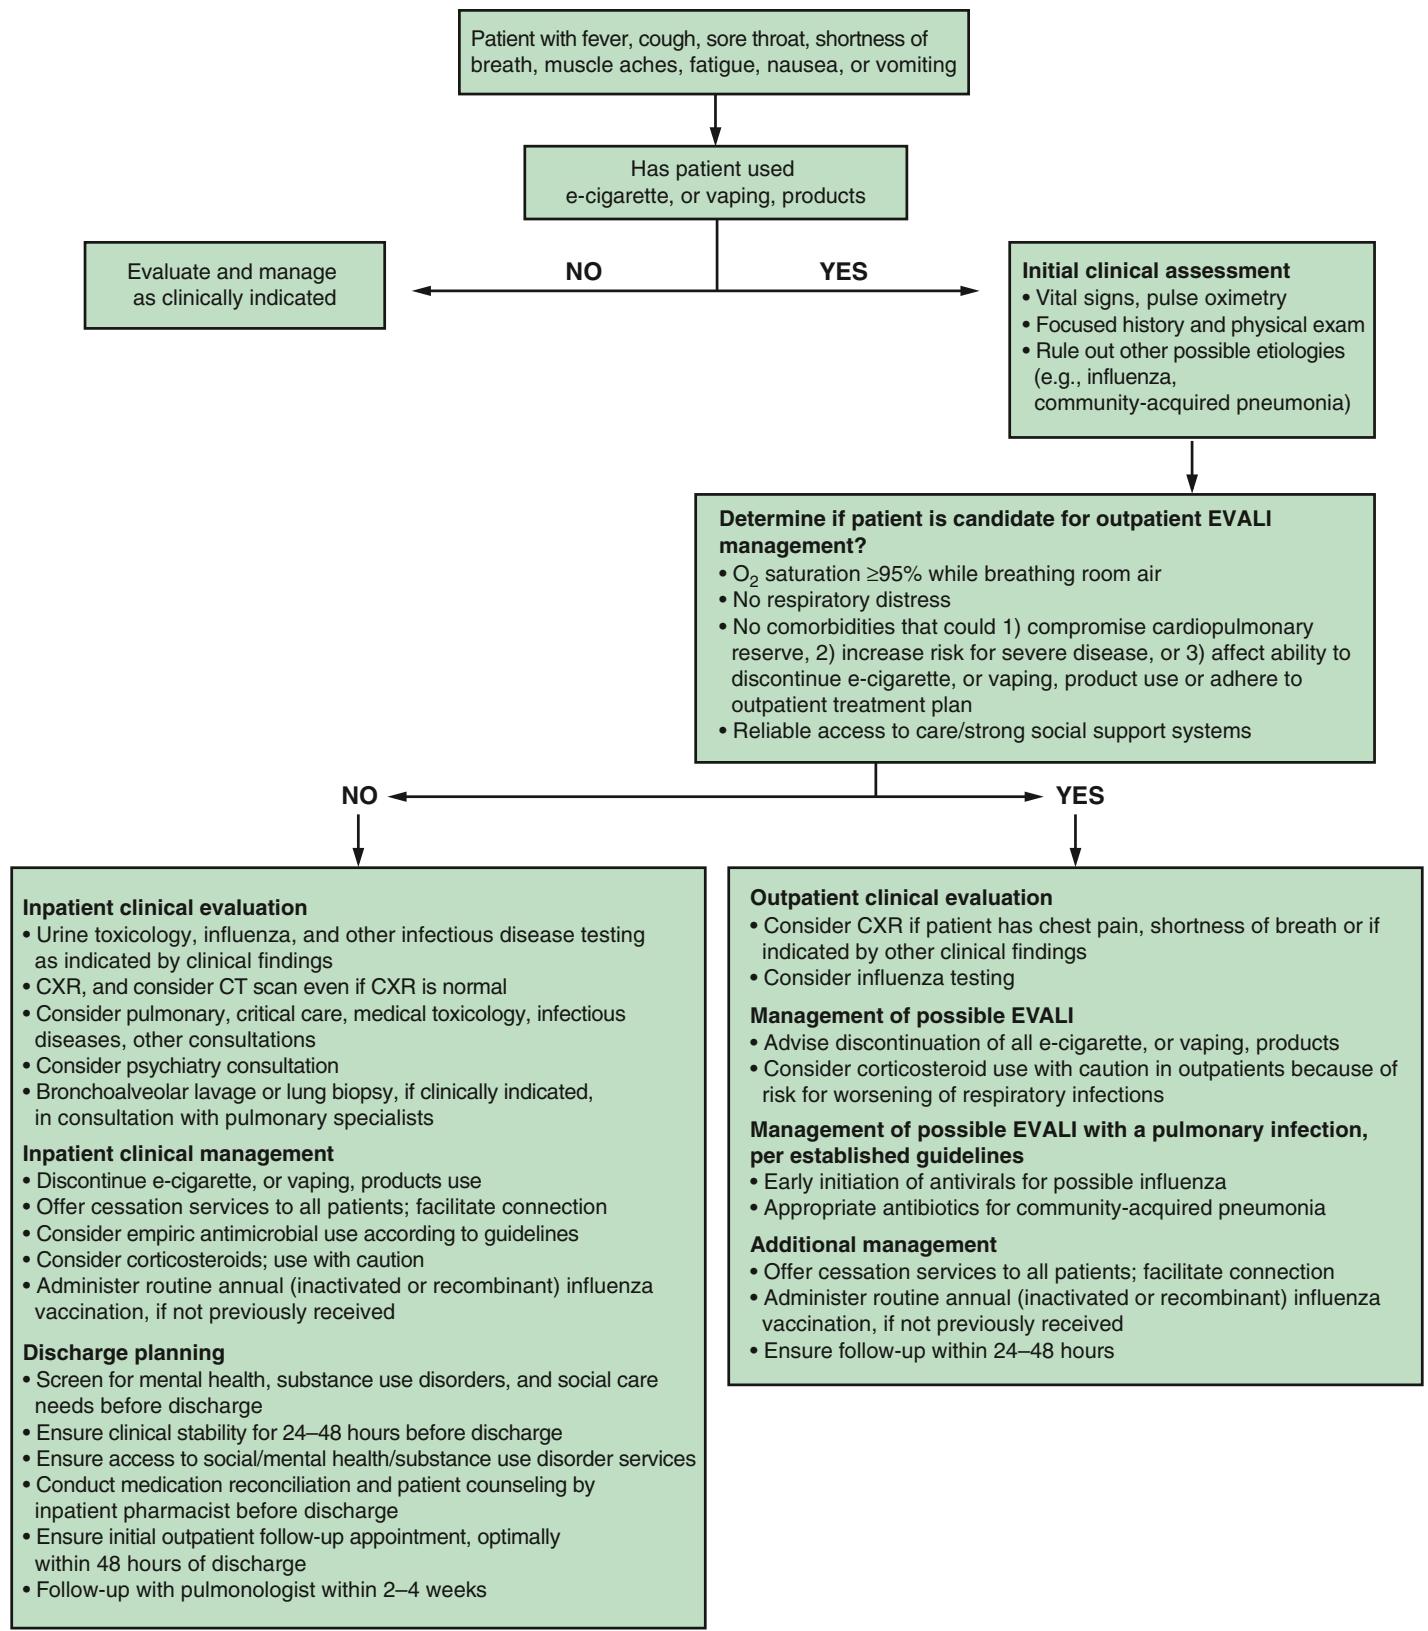 Patient with fever, cough, sore throat, shortness of
breath, muscle aches, fatigue, nausea, or vomiting
Has patient used
e-cigarette, or vaping, products
NO
YES
Evaluate and manage
as clinically indicated
Initial clinical assessment
• Vital signs, pulse oximetry
• Focused history and physical exam
• Rule out other possible etiologies
(e.g., influenza,
community-acquired pneumonia)
Determine if patient is candidate for outpatient EVALI
management?
• O2 saturation ≥95% while breathing room air
• No respiratory distress
• No comorbidities that could 1) compromise cardiopulmonary
reserve, 2) increase risk for severe disease, or 3) affect ability to
discontinue e-cigarette, or vaping, product use or adhere to
outpatient treatment plan
• Reliable access to care/strong social support systems
NO
YES
Inpatient clinical evaluation
• Urine toxicology, influenza, and other infectious disease testing
as indicated by clinical findings
• CXR, and consider CT scan even if CXR is normal
• Consider pulmonary, critical care, medical toxicology, infectious
diseases, other consultations
• Consider psychiatry consultation
• Bronchoalveolar lavage or lung biopsy, if clinically indicated,
in consultation with pulmonary specialists
Inpatient clinical management
• Discontinue e-cigarette, or vaping, products use
• Offer cessation services to all patients; facilitate connection
• Consider empiric antimicrobial use according to guidelines
• Consider corticosteroids; use with caution
• Administer routine annual (inactivated or recombinant) influenza
vaccination, if not previously received
Discharge planning
• Screen for mental health, substance use disorders, and social care
needs before discharge
• Ensure clinical stability for 24–48 hours before discharge
• Ensure access to social/mental health/substance use disorder services
• Conduct medication reconciliation and patient counseling by
inpatient pharmacist before discharge
• Ensure initial outpatient follow-up appointment, optimally
within 48 hours of discharge
• Follow-up with pulmonologist within 2–4 weeks
Outpatient clinical evaluation
• Consider CXR if patient has chest pain, shortness of breath or if
indicated by other clinical findings
• Consider influenza testing
Management of possible EVALI
• Advise discontinuation of all e-cigarette, or vaping, products
• Consider corticosteroid use with caution in outpatients because of
risk for worsening of respiratory infections
Management of possible EVALI with a pulmonary infection,
per established guidelines
• Early initiation of antivirals for possible influenza
• Appropriate antibiotics for community-acquired pneumonia
Additional management
• Offer cessation services to all patients; facilitate connection
• Administer routine annual (inactivated or recombinant) influenza
vaccination, if not previously received
• Ensure follow-up within 24–48 hours